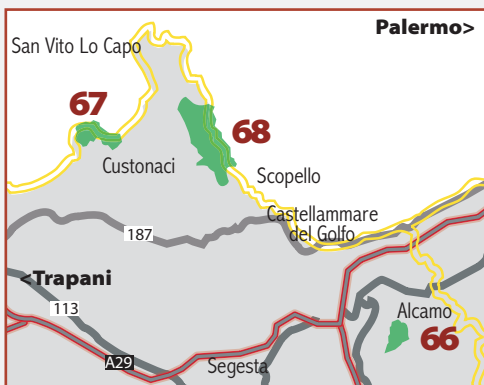 Palermo>
San Vito Lo Capo
67
68
Custonaci
Scopello
Castellammare
del Golfo
187
<Trapani
113
Alcamo
66
A29
Segesta